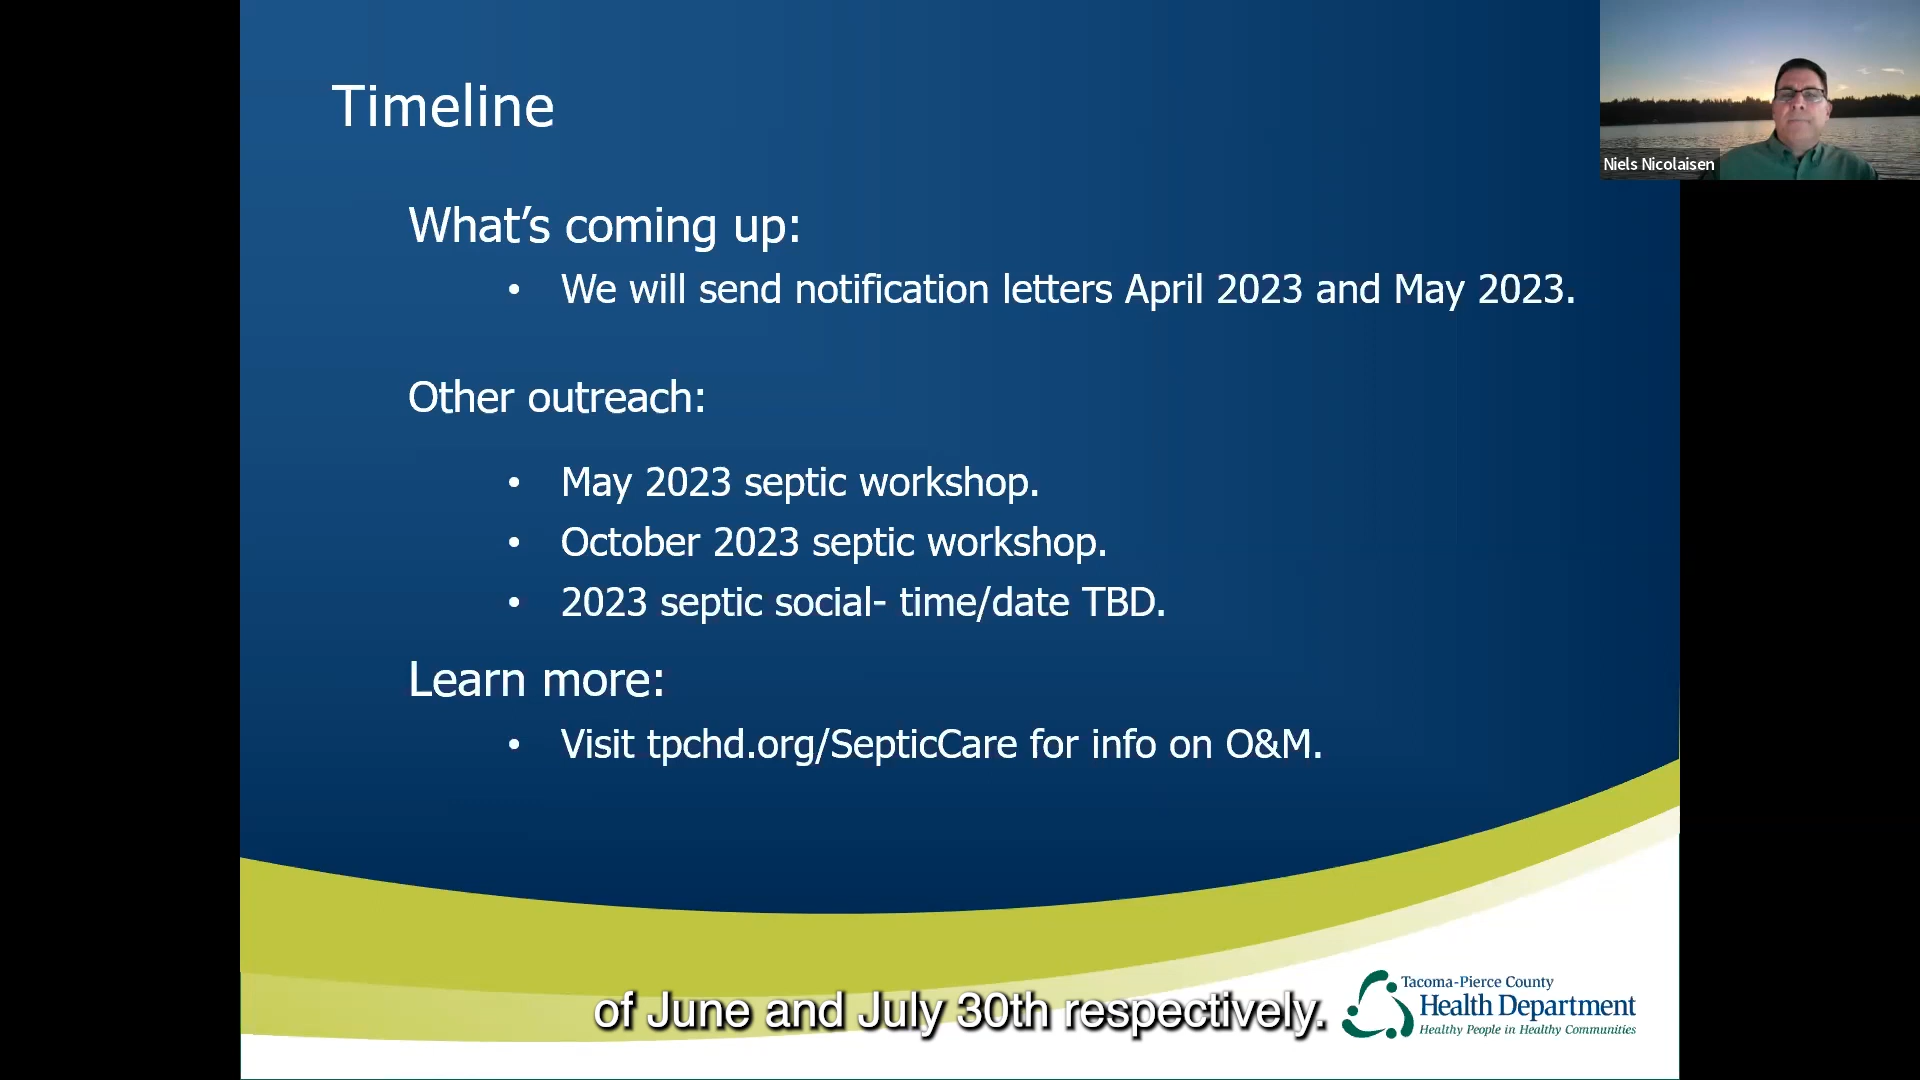 Timeline
Niels Nicolaisen
What’s coming up:
• We will send notification letters April 2023 and May 2023.
Other outreach:
• May 2023 septic workshop.
• October 2023 septic workshop.
• 2023 septic social- time/date TBD.
Learn more:
• Visit tpchd.org/SepticCare for info on O&M.
of June and July 30th respectively.
Tacoma-Pierce County
Health Department
Healthy People in Healthy Communities